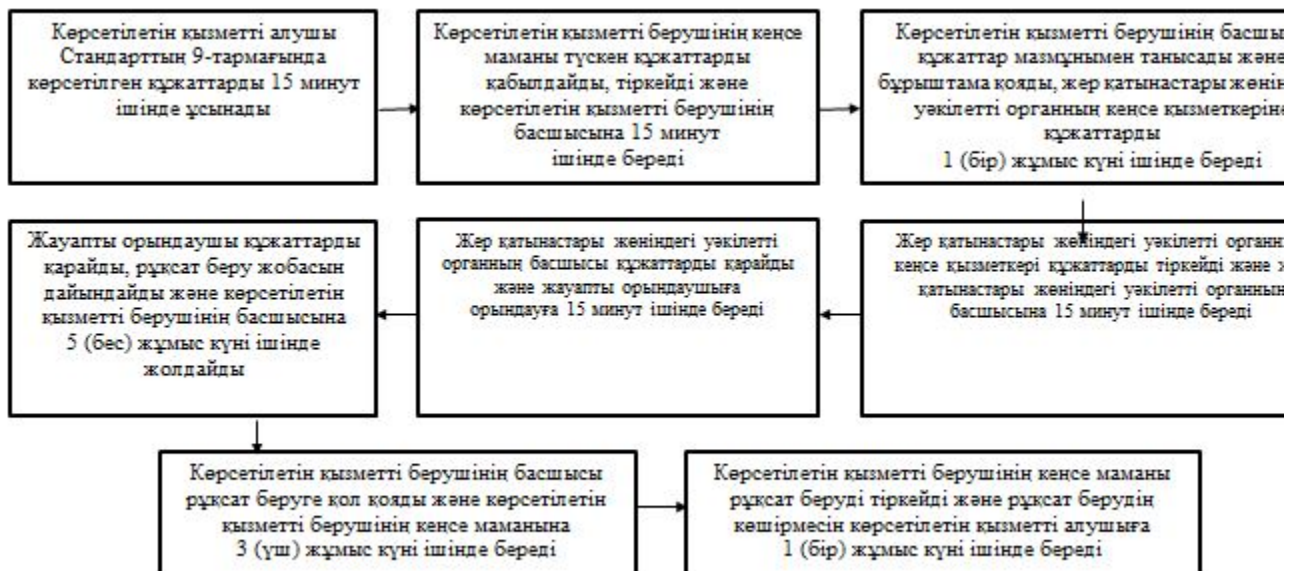 Көрсетілетін қызметті алушы
Стандарттың 9-тармағында
көрсетілген құжаттарды 15 минут
ішінде ұсынады
Көрсетілетін қызметті берушінің кеңсе
маманы түскен құжаттарды
қабылдайды, тіркейді және
көрсетілетін қызметті берушінің
басшысына 15 минут
ішінде береді
Көрсетілетін қызметті берушінің
құжаттар мазмұнымен танысады
бұрыштама қояды, жер қатынастары
уәкілетті органның кеңсе
құжаттарды
1 (бір) жұмыс күні ішінде береді
Жер қатынастары жөніндегі уәкілетті
кеңсе қызметкері құжаттарды тіркейді және
қатынастары жөніндегі уәкілетті
басшысына 15 минут ішінде береді
Жер қатынастары жөніндегі уәкілетті
органның басшысы құжаттарды қарайды
және жауапты орындаушыға
орындауға 15 минут ішінде береді
Жауапты орындаушы құжаттарды
қарайды, рұқсат беру жобасын
дайындайды және көрсетілетін
қызметті берушінің басшысына
5 (бес) жұмыс күні ішінде
жолдайды
Көрсетілетін қызметті берушінің басшысы
рұқсат беруге қол қояды және көрсетілетін
қызметті берушінің кеңсе маманына
3 (үш) жұмыс күні ішінде береді
Көрсетілетін қызметті берушінің кеңсе маманы
рұқсат беруді тіркейді және рұқсат берудің
көшірмесін көрсетілетін қызметті алушыға
1 (бір) жұмыс күні ішінде береді